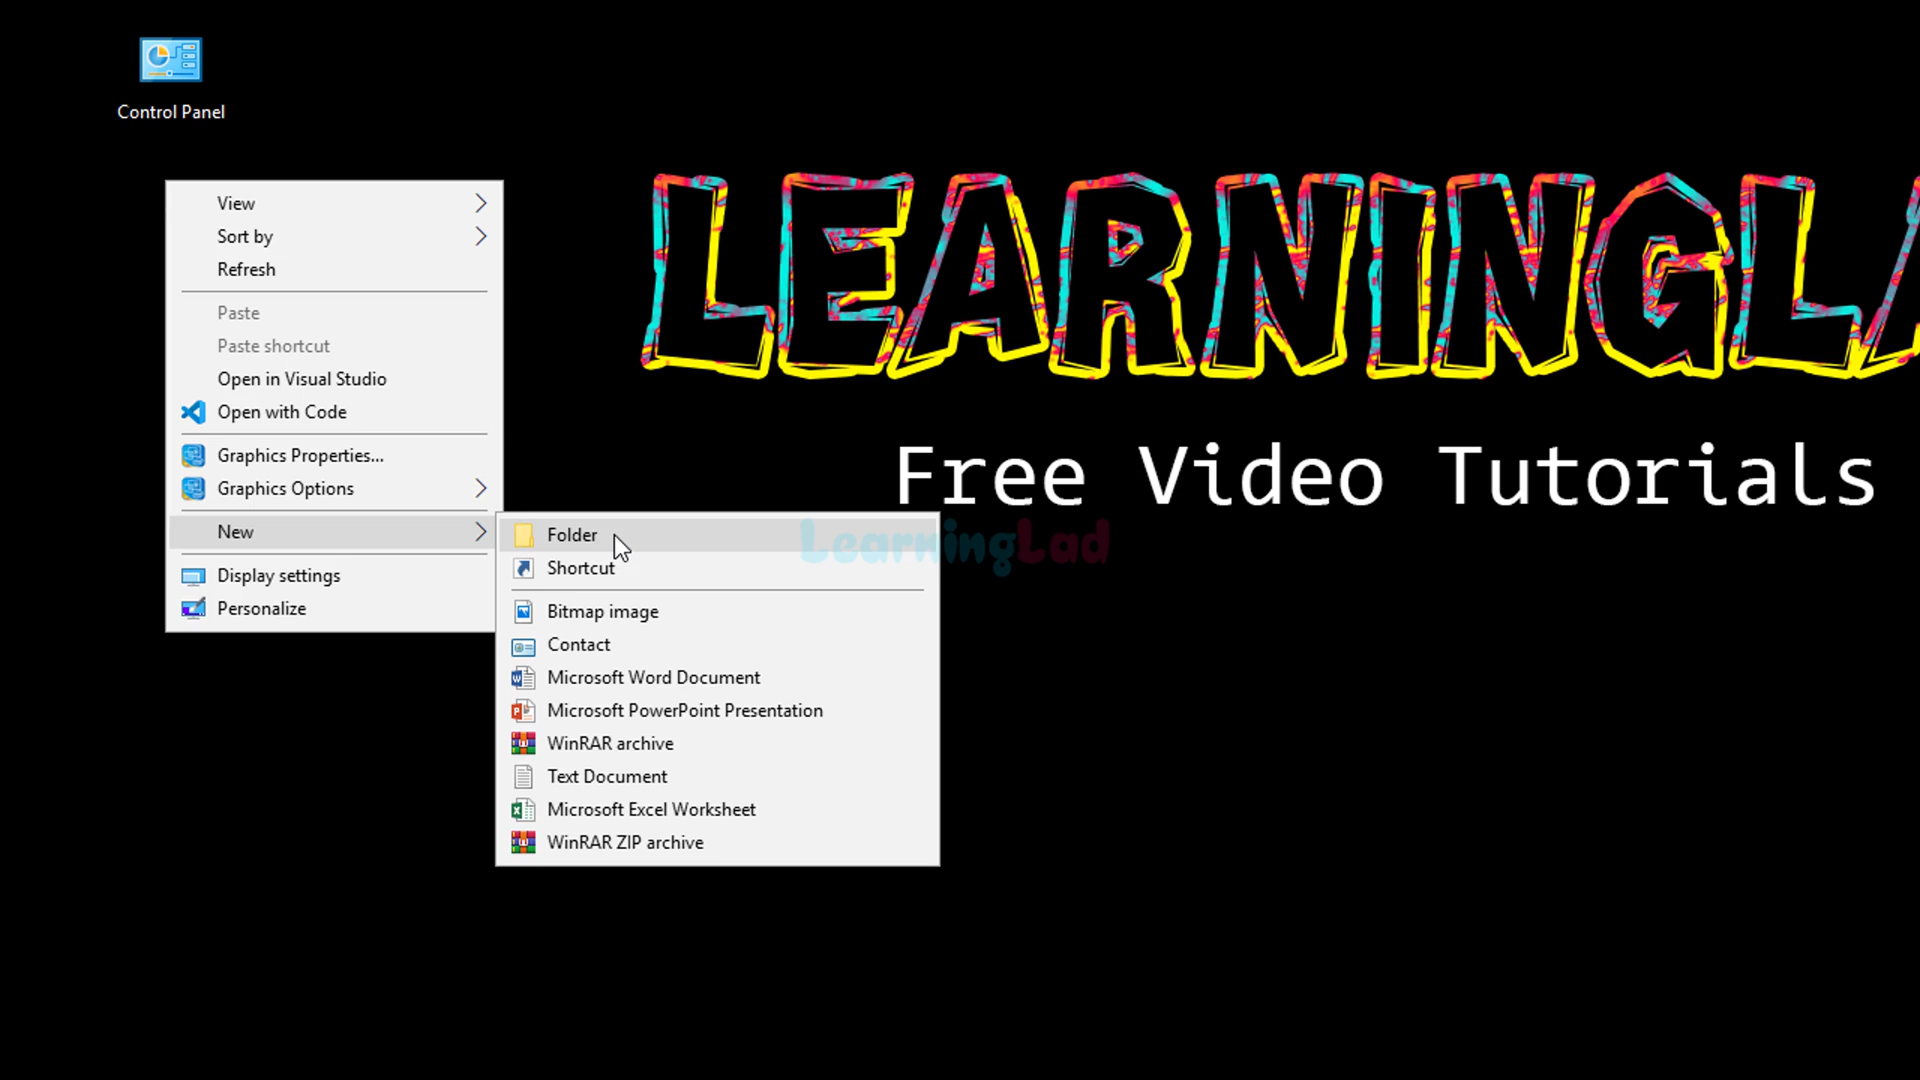 Control Panel
LEARNINGLA
Free Video Tutorials
View
Sort by
Refresh
Paste
Paste shortcut
Open in Visual Studio
Open with Code
Graphics Properties...
Graphics Options
New
Display settings
Personalize
Folder
LearningLad
Shortcut
Bitmap image
Contact
Microsoft Word Document
Microsoft PowerPoint Presentation
WinRAR archive
Text Document
Microsoft Excel Worksheet
WinRAR ZIP archive